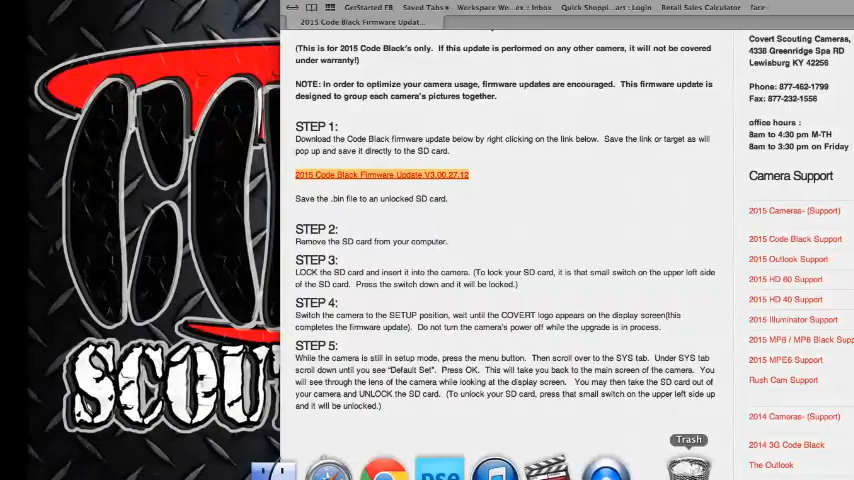 GetStarted FB
Saved Tabs
Workspace We...ex :: Inbox
Quick Shoppi...art : Login
Retail Sales Calculator
face
2015 Code Black Firmware Updat...
(This is for 2015 Code Black's only. If this update is performed on any other camera, it will not be covered
under warranty!)
NOTE: In order to optimize your camera usage, firmware updates are encouraged. This firmware update is
designed to group each camera's pictures together.
STEP 1:
Download the Code Black firmware update below by right clicking on the link below. Save the link or target as will
pop up and save it directly to the SD card.
2015 Code Black Firmware Update V3.00.27.12
Save the .bin file to an unlocked SD card.
STEP 2:
Remove the SD card from your computer.
STEP 3:
LOCK the SD card and insert it into the camera. (To lock your SD card, it is that small switch on the upper left side
of the SD card. Press the switch down and it will be locked.)
STEP 4:
Switch the camera to the SETUP position, wait until the COVERT logo appears on the display screen(this
completes the firmware update). Do not turn the camera's power off while the upgrade is in process.
STEP 5:
While the camera is still in setup mode, press the menu button. Then scroll over to the SYS tab. Under SYS tab
scroll down until you see "Default Set". Press OK. This will take you back to the main screen of the camera. You
will see through the lens of the camera while looking at the display screen. You may then take the SD card out of
your camera and UNLOCK the SD card. (To unlock your SD card, press that small switch on the upper left side up
and it will be unlocked.)
Covert Scouting Cameras,
4338 Greenridge Spa RD
Lewisburg KY 42256
Phone: 877-462-1799
Fax: 877-232-1556
office hours :
8am to 4:30 pm M-TH
8am to 3:30 pm on Friday
Camera Support
2015 Cameras- (Support)
2015 Code Black Support
2015 Outlook Support
2015 HD 60 Support
2015 HD 40 Support
2015 Illuminator Support
2015 MP8 / MP8 Black Supp
2015 MPE6 Support
Rush Cam Support
2014 Cameras- (Support)
2014 3G Code Black
The Outlook
SCOU
Trash
pse